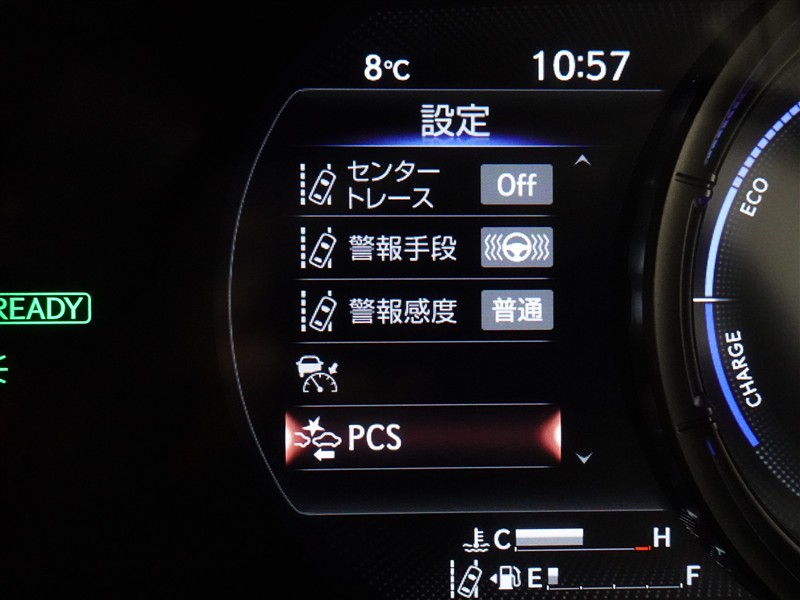 8°C
10:57
設定
センター
トレース
Off
警報手段
警報感度
普通
PCS
READY
ECO
CHARGE
C
H
E
F